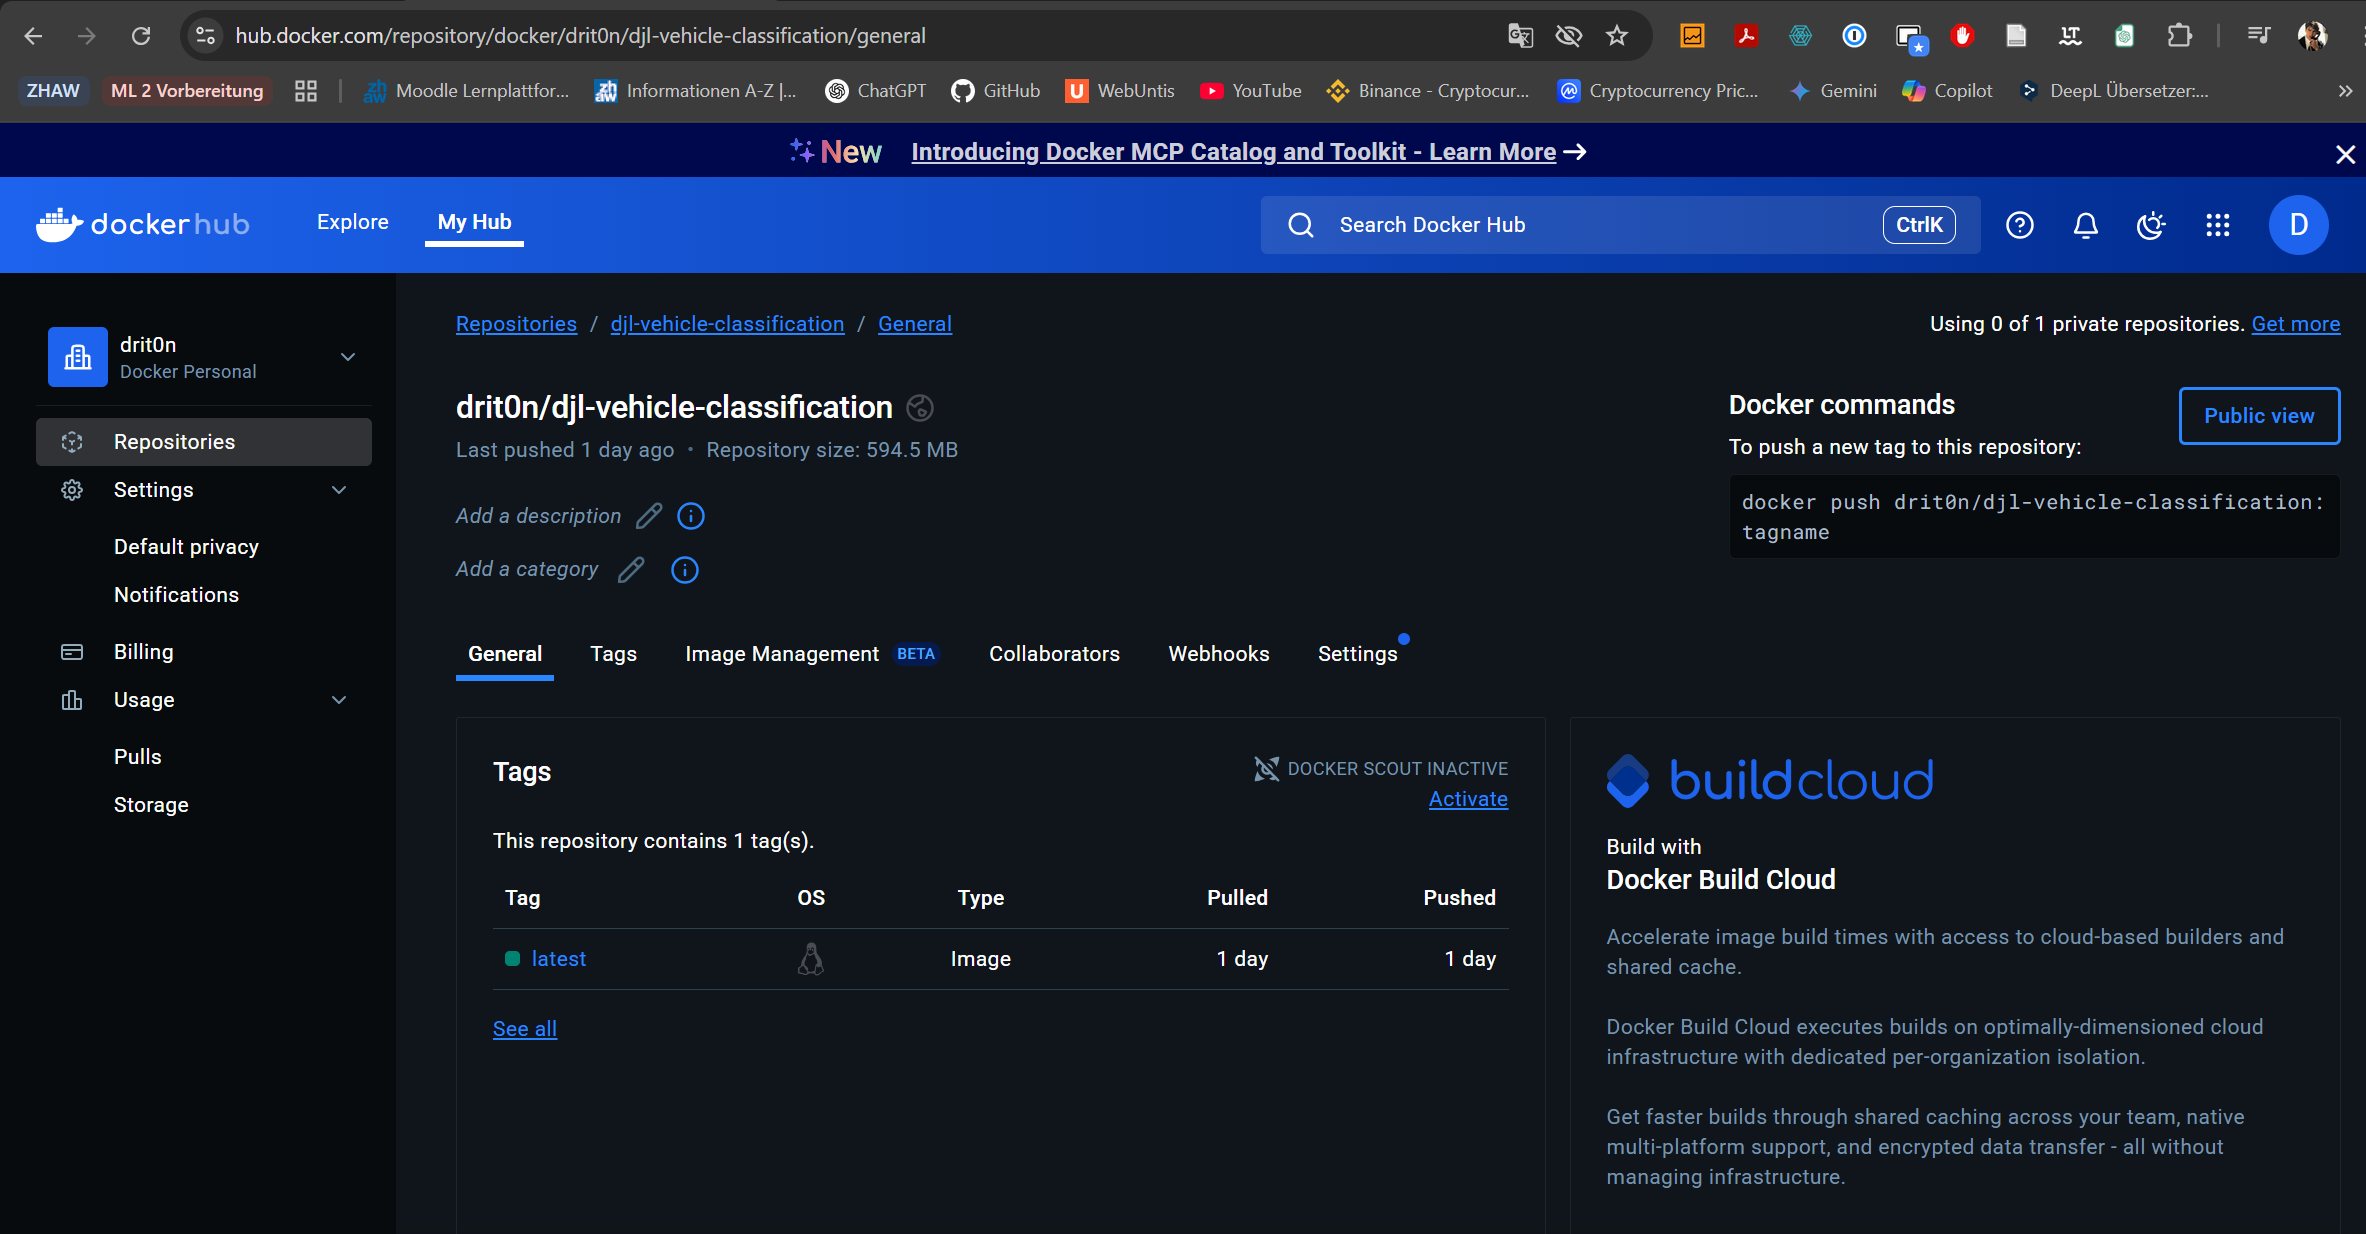 hub.docker.com/repository/docker/drit0n/djl-vehicle-classification/general
ZHAW
ML 2 Vorbereitung
Moodle Lernplattfor...
Informationen A-Z |...
ChatGPT
GitHub
WebUntis
YouTube
Binance - Cryptocur...
Cryptocurrency Pric...
Gemini
Copilot
DeepL Übersetzer:...
New Introducing Docker MCP Catalog and Toolkit - Learn More →
dockerhub
Explore
My Hub
Search Docker Hub
CtrlK
D
drit0n
Docker Personal
Repositories
Settings
Default privacy
Notifications
Billing
Usage
Pulls
Storage
Repositories / djl-vehicle-classification / General
Using 0 of 1 private repositories. Get more
drit0n/djl-vehicle-classification
Last pushed 1 day ago • Repository size: 594.5 MB
Add a description
Add a category
Docker commands
Public view
To push a new tag to this repository:
docker push drit0n/djl-vehicle-classification:
tagname
General Tags Image Management BETA Collaborators Webhooks Settings
Tags
DOCKER SCOUT INACTIVE
Activate
This repository contains 1 tag(s).
Tag OS Type Pulled Pushed
latest Image 1 day 1 day
See all
buildcloud
Build with
Docker Build Cloud
Accelerate image build times with access to cloud-based builders and
shared cache.
Docker Build Cloud executes builds on optimally-dimensioned cloud
infrastructure with dedicated per-organization isolation.
Get faster builds through shared caching across your team, native
multi-platform support, and encrypted data transfer - all without
managing infrastructure.